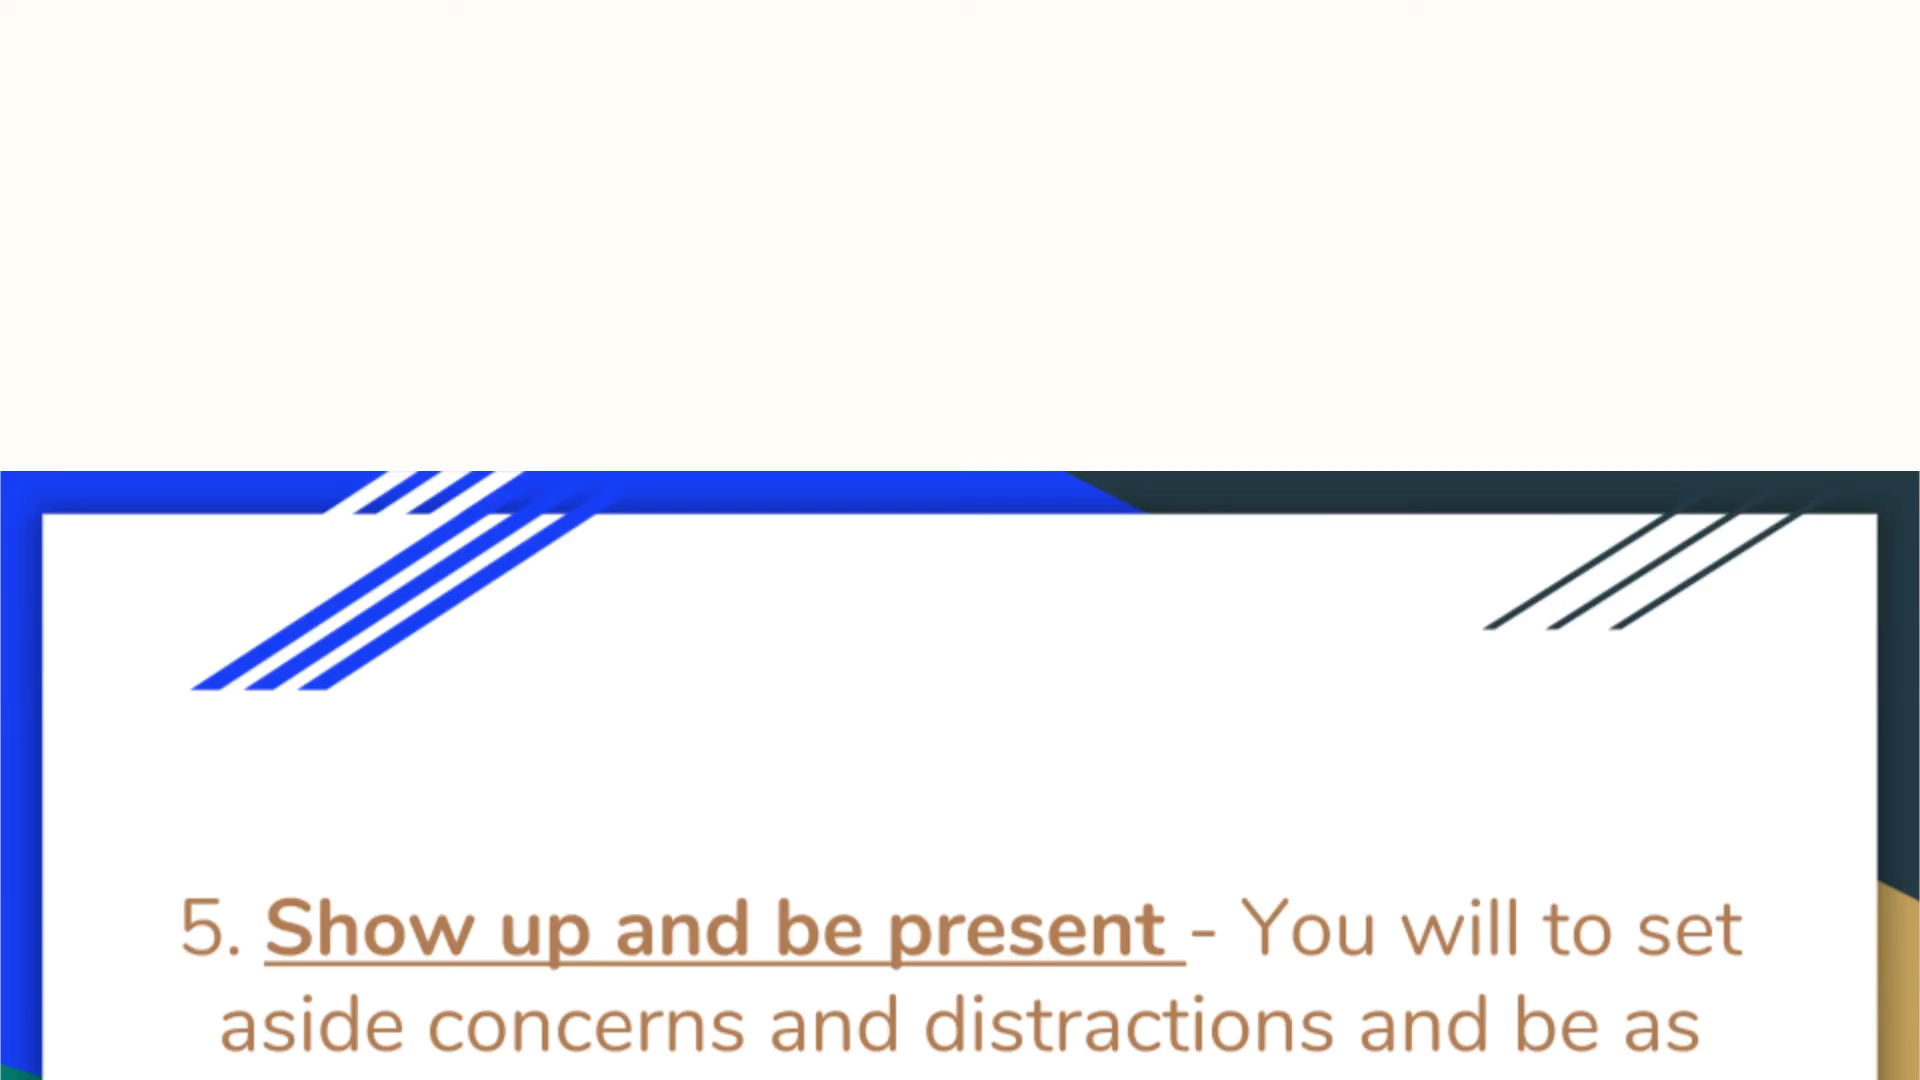 5. Show up and be present - You will to set
aside concerns and distractions and be as